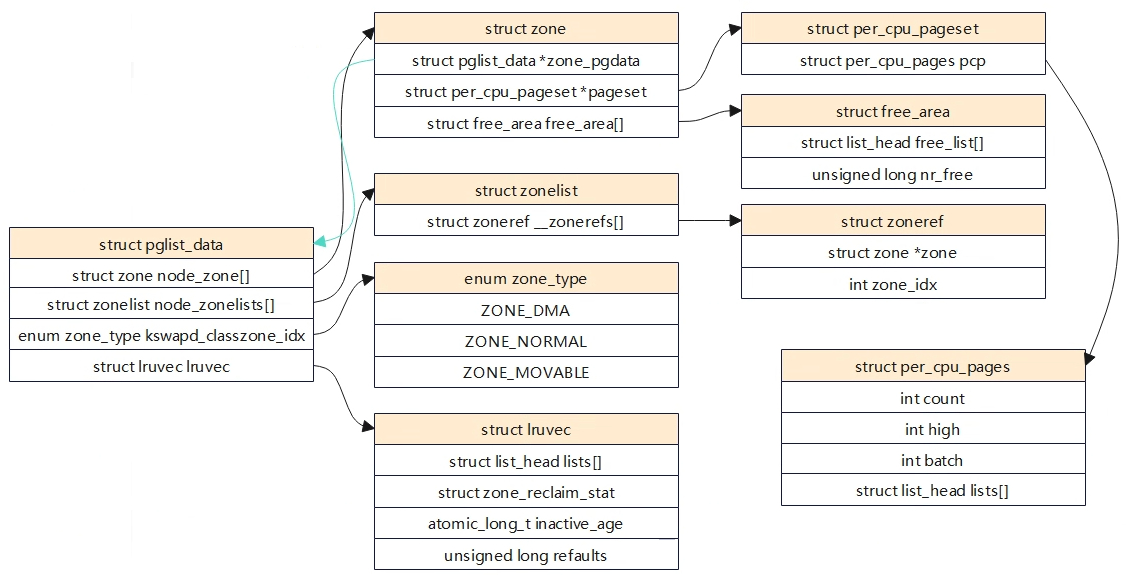 struct pglist_data
struct zone node_zone[]
struct zonelist node_zonelists[]
enum zone_type kswapd_classzone_idx
struct lruvec lruvec
struct zone
struct pglist_data *zone_pgdata
struct per_cpu_pageset *pageset
struct free_area free_area[]
struct zonelist
struct zoneref __zonerefs[]
enum zone_type
ZONE_DMA
ZONE_NORMAL
ZONE_MOVABLE
struct lruvec
struct list_head lists[]
struct zone_reclaim_stat
atomic_long_t inactive_age
unsigned long refaults
struct per_cpu_pageset
struct per_cpu_pages pcp
struct free_area
struct list_head free_list[]
unsigned long nr_free
struct zoneref
struct zone *zone
int zone_idx
struct per_cpu_pages
int count
int high
int batch
struct list_head lists[]